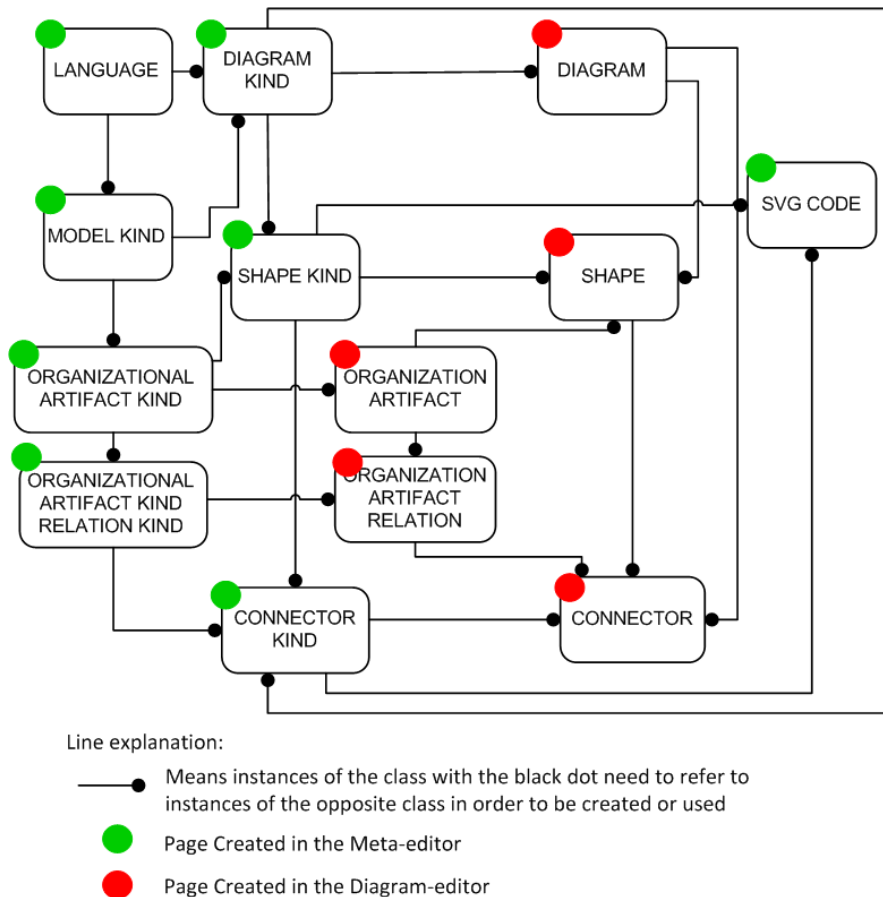 LANGUAGE
DIAGRAM
KIND
DIAGRAM
SVG CODE
MODEL KIND
SHAPE KIND
SHAPE
ORGANIZATIONAL
ARTIFACT KIND
ORGANIZATION
ARTIFACT
ORGANIZATIONAL
ARTIFACT KIND
RELATION KIND
ORGANIZATION
ARTIFACT
RELATION
CONNECTOR
KIND
CONNECTOR
Line explanation:
Means instances of the class with the black dot need to refer to
instances of the opposite class in order to be created or used
Page Created in the Meta-editor
Page Created in the Diagram-editor